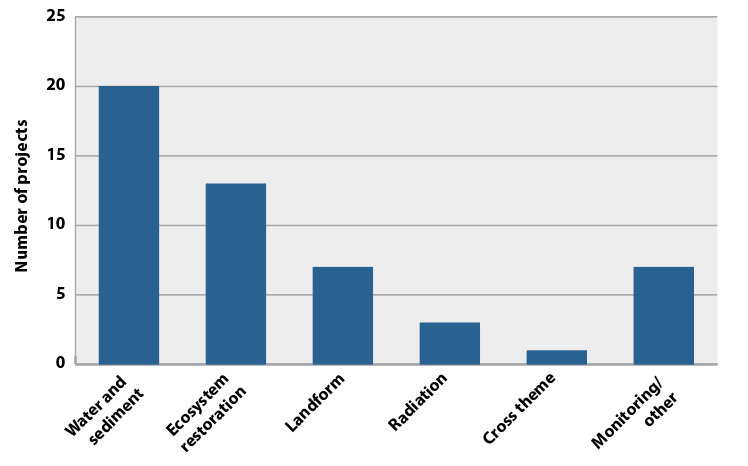 25
20
15
10
5
0
Number of projects
Water and
sediment
Ecosystem
restoration
Landform
Radiation
Cross theme
Monitoring/
other